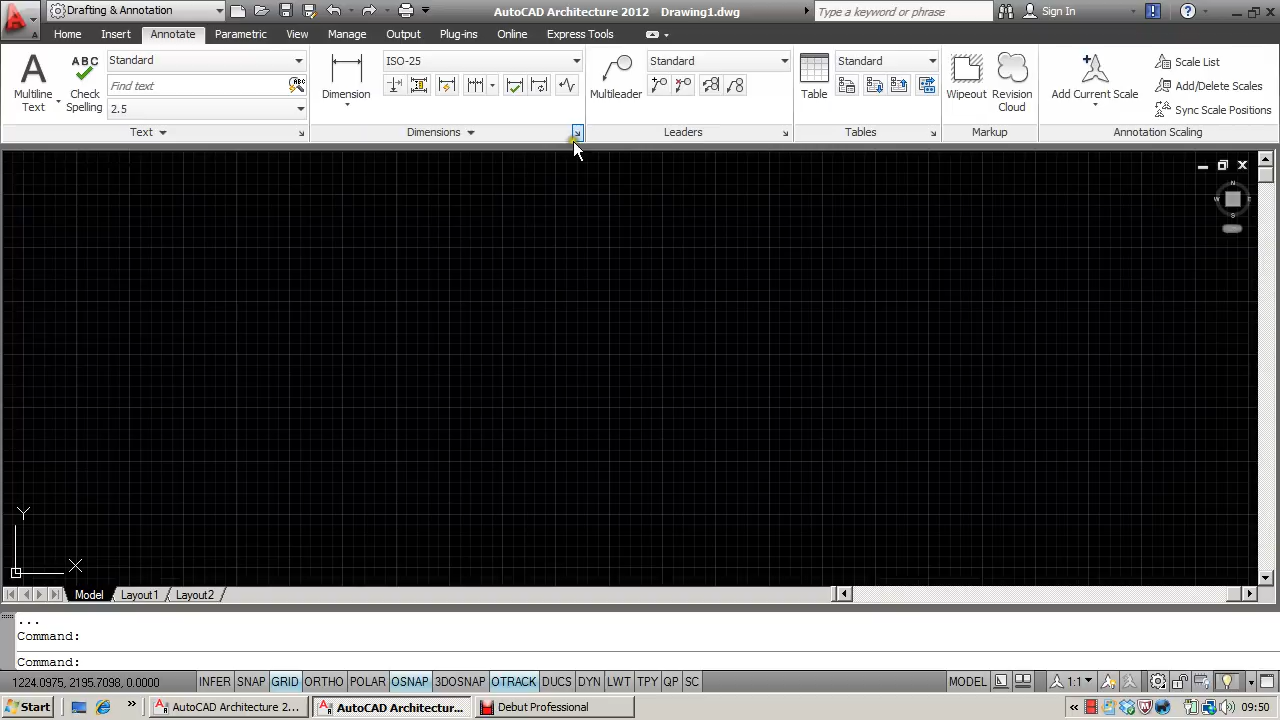 Drafting & Annotation
AutoCAD Architecture 2012 Drawing1.dwg
Type a keyword or phrase
Sign In
Home Insert Annotate Parametric View Manage Output Plug-ins Online Express Tools
Multiline Text
ABC
Check Spelling
Standard
Find text
2.5
Text
Dimension
ISO-25
Dimensions
Multileader
Standard
Leaders
Table
Standard
Tables
Wipeout
Revision Cloud
Markup
Add Current Scale
Scale List
Add/Delete Scales
Sync Scale Positions
Annotation Scaling
N
W
E
S
Y
X
Model Layout1 Layout2
...
Command:
Command:
1224.0975, 2195.7098, 0.0000
INFER SNAP GRID ORTHO POLAR OSNAP 3DOSNAP OTRACK DUCS DYN LWT TPY QP SC
MODEL
1:1
Start
AutoCAD Architecture 2...
AutoCAD Architectur...
Debut Professional
09:50